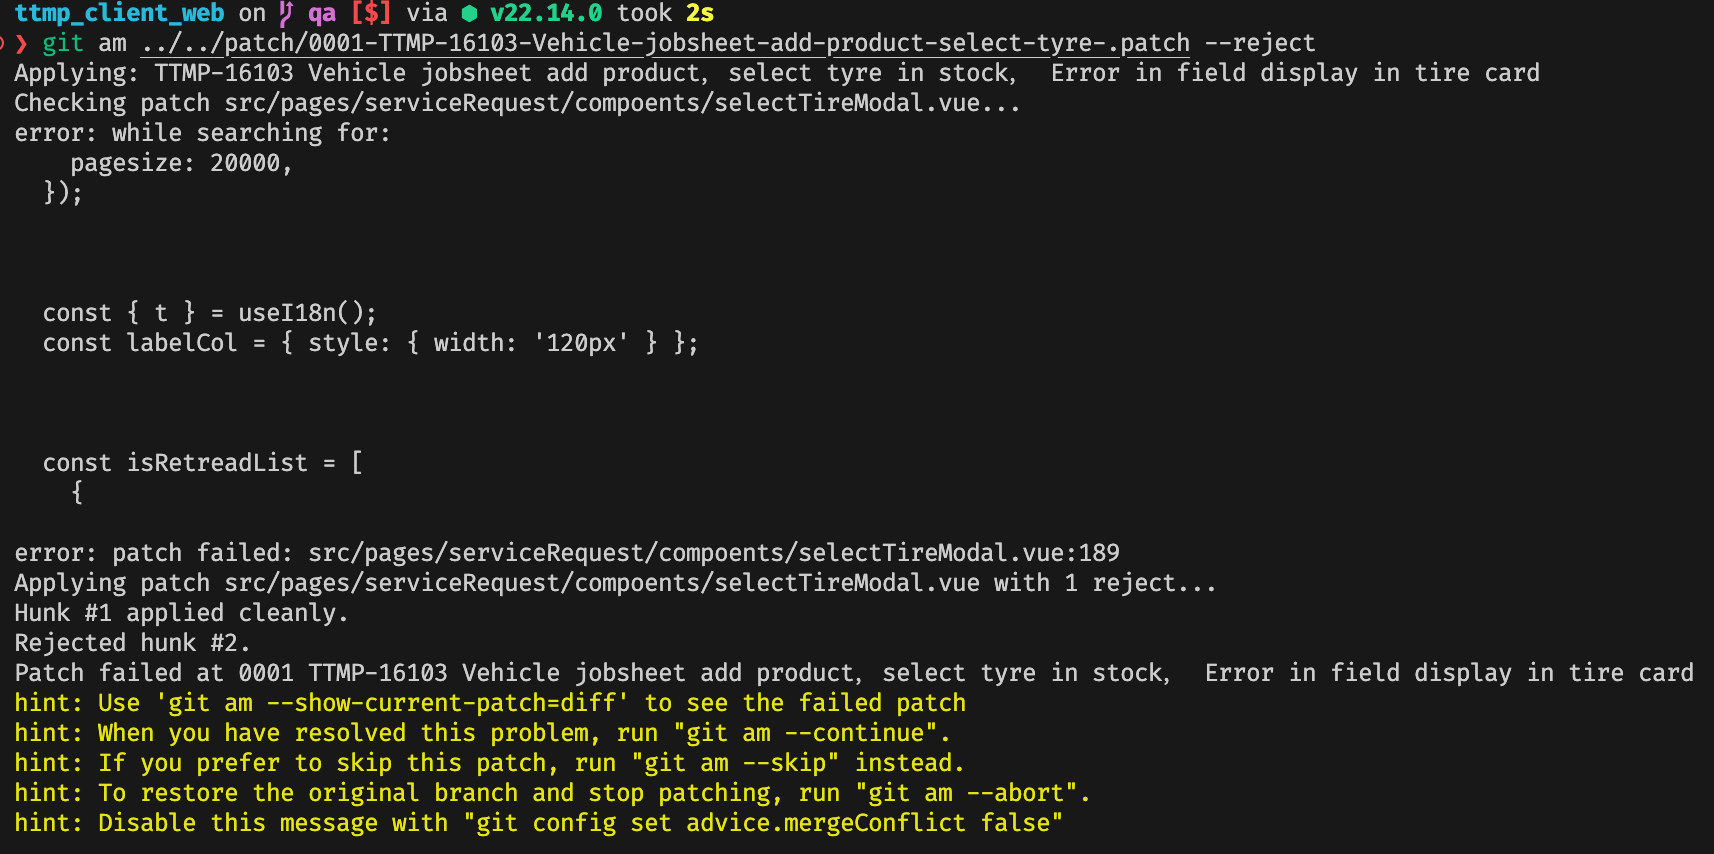 ttmp_client_web on qa [$] via ⬢ v22.14.0 took 2s
❯ git am ../../patch/0001-TTMP-16103-Vehicle-jobsheet-add-product-select-tyre-.patch --reject
Applying: TTMP-16103 Vehicle jobsheet add product, select tyre in stock,  Error in field display in tire card
Checking patch src/pages/serviceRequest/compoents/selectTireModal.vue...
error: while searching for:
    pagesize: 20000,
  });
  const { t } = useI18n();
  const labelCol = { style: { width: '120px' } };
  const isRetreadList = [
    {
error: patch failed: src/pages/serviceRequest/compoents/selectTireModal.vue:189
Applying patch src/pages/serviceRequest/compoents/selectTireModal.vue with 1 reject...
Hunk #1 applied cleanly.
Rejected hunk #2.
Patch failed at 0001 TTMP-16103 Vehicle jobsheet add product, select tyre in stock,  Error in field display in tire card
hint: Use 'git am --show-current-patch=diff' to see the failed patch
hint: When you have resolved this problem, run "git am --continue".
hint: If you prefer to skip this patch, run "git am --skip" instead.
hint: To restore the original branch and stop patching, run "git am --abort".
hint: Disable this message with "git config set advice.mergeConflict false"